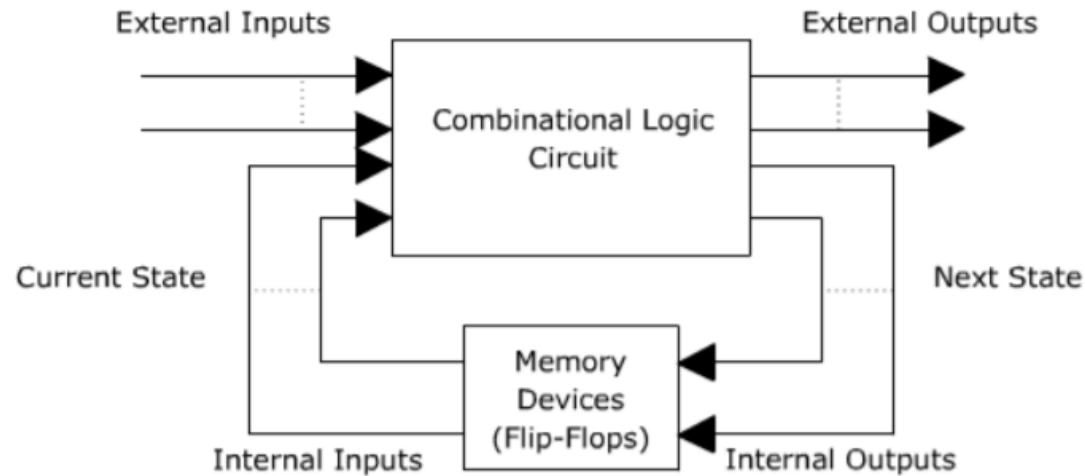 External Inputs
External Outputs
Combinational Logic
Circuit
Current State
Next State
Memory
Devices
(Flip-Flops)
Internal Inputs
Internal Outputs